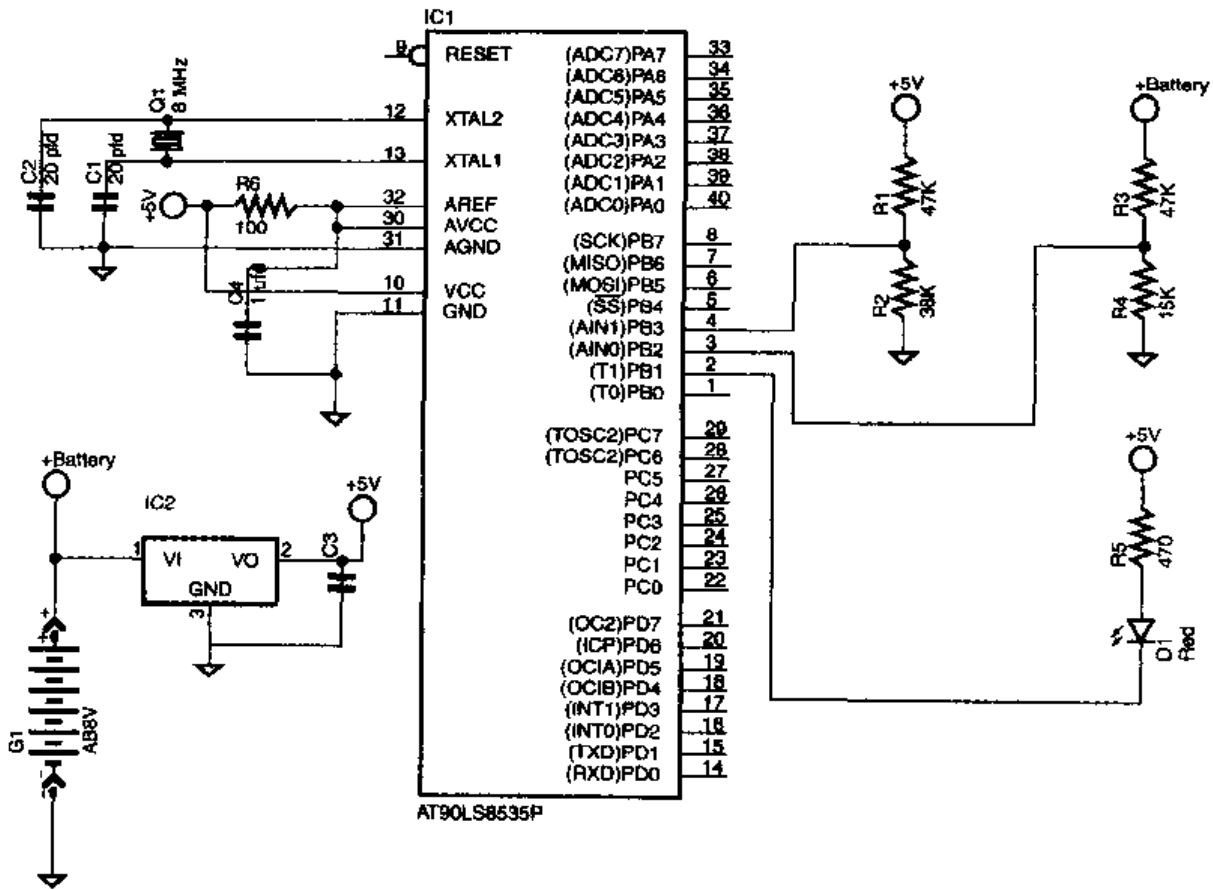 IC1
9
RESET
12
XTAL2
13
XTAL1
32
AREF
30
AVCC
31
AGND
10
VCC
11
GND
(ADC7)PA7 33
(ADC6)PA6 34
(ADC5)PA5 35
(ADC4)PA4 36
(ADC3)PA3 37
(ADC2)PA2 38
(ADC1)PA1 39
(ADC0)PA0 40
(SCK)PB7 8
(MISO)PB6 7
(MOSI)PB5 6
(SS)PB4 5
(AIN1)PB3 4
(AIN0)PB2 3
(T1)PB1 2
(T0)PB0 1
(TOSC2)PC7 29
(TOSC2)PC6 28
PC5 27
PC4 26
PC3 25
PC2 24
PC1 23
PC0 22
(OC2)PD7 21
(ICP)PD6 20
(OCIA)PD5 19
(OCIB)PD4 18
(INT1)PD3 17
(INT0)PD2 16
(TXD)PD1 15
(RXD)PD0 14
AT90LS8535P
Q1
8 MHz
C2
20 pfd
C1
20 pfd
+5V
R6
100
C4
+Battery
IC2
+5V
1
VI
VO
2
GND
3
C3
+
+
G1
AB9V
+5V
R1
47K
R2
38K
+Battery
R3
47K
R4
15K
+5V
R5
470
D1
Red